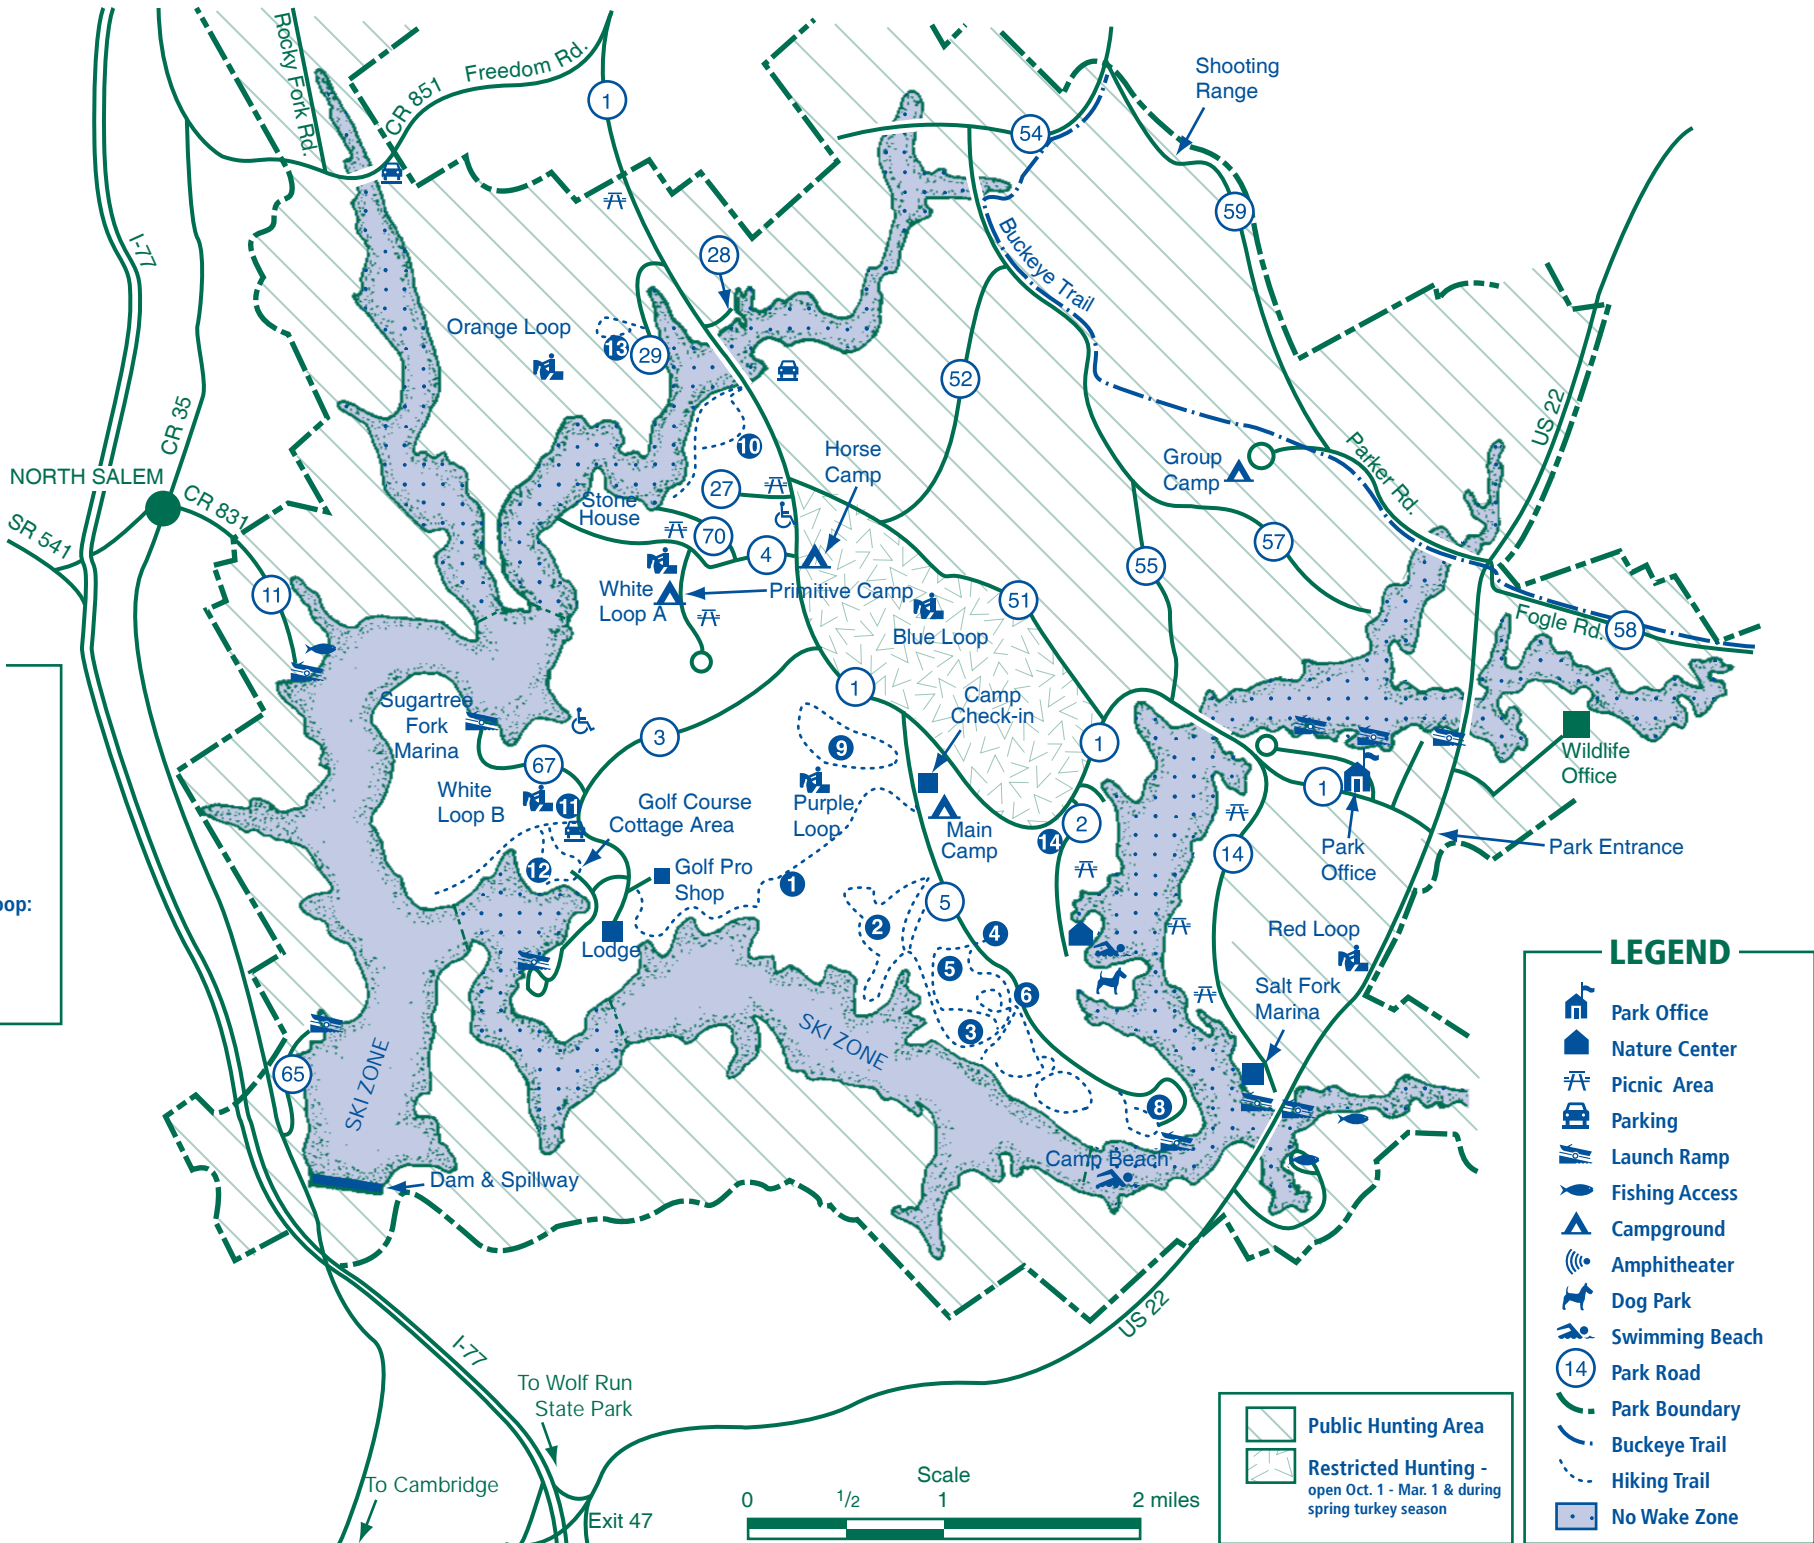 Rocky Fork Rd.
CR 851
Freedom Rd.
1
54
Shooting
Range
59
I-77
28
Buckeye Trail
Orange Loop
13
29
52
US 22
CR 35
10
Horse
Camp
Group
Camp
Parker Rd.
NORTH SALEM
CR 831
SR 541
27
Stone
House
70
4
57
55
11
White
Loop A
Primitive Camp
51
Blue Loop
Fogle Rd.
58
Sugartree
Fork
Marina
3
1
Camp
Check-in
1
9
67
Wildlife
Office
White
Loop B
11
Golf Course
Cottage Area
Purple
Loop
Main
Camp
14
2
1
14
Park
Office
Park Entrance
12
Golf Pro
Shop
1
5
2
4
Lodge
5
6
3
Red Loop
Salt Fork
Marina
oop:
SKI ZONE
SKI ZONE
65
8
Camp Beach
Dam & Spillway
US 22
I-77
To Wolf Run
State Park
To Cambridge
Exit 47
Scale
0
1/2
1
2 miles
Public Hunting Area
Restricted Hunting -
open Oct. 1 - Mar. 1 & during
spring turkey season
LEGEND
Park Office
Nature Center
Picnic Area
Parking
Launch Ramp
Fishing Access
Campground
Amphitheater
Dog Park
Swimming Beach
14
Park Road
Park Boundary
Buckeye Trail
Hiking Trail
No Wake Zone